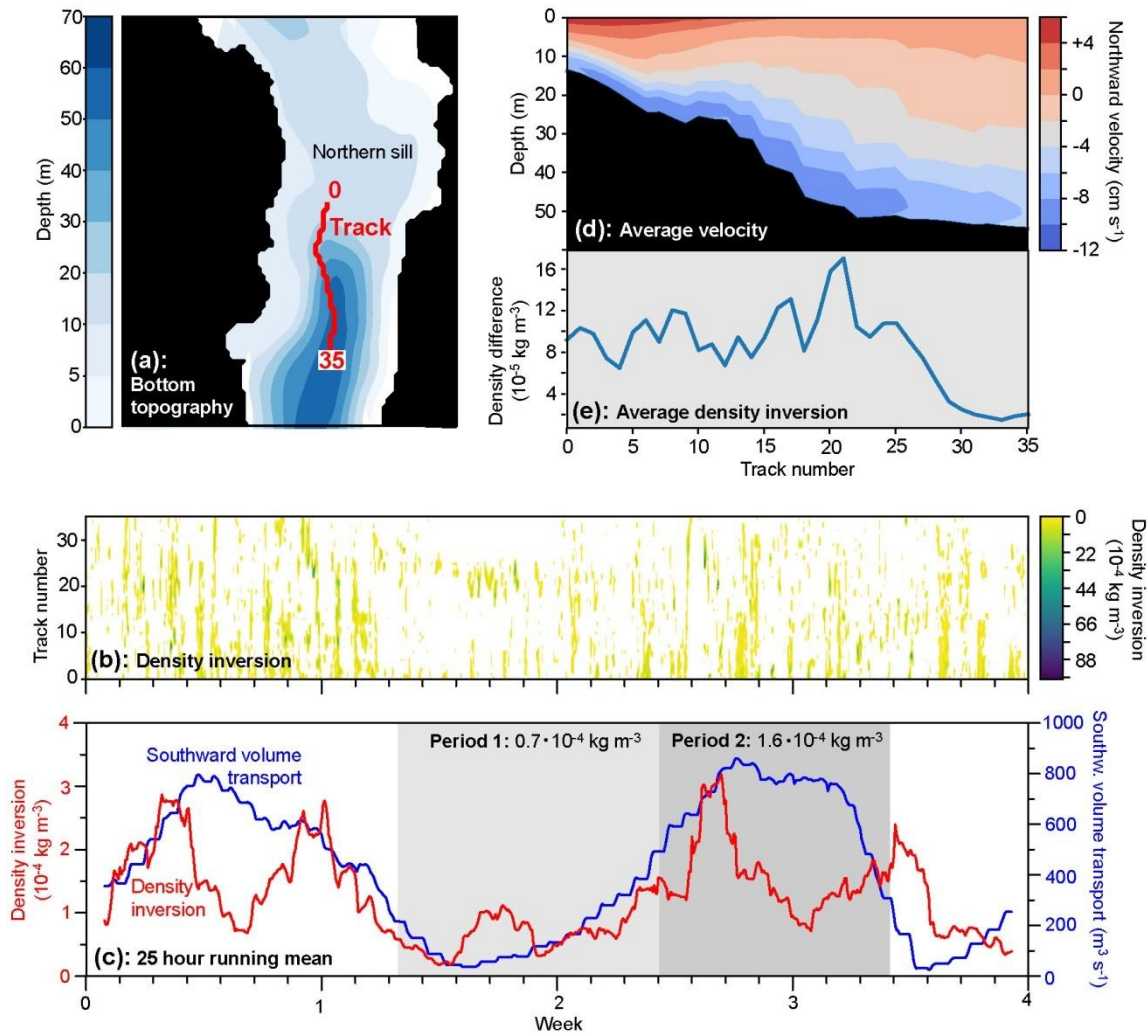 70
60
50
40
30
20
10
5
0
Depth (m)
Northern sill
0
Track
35
(a):
Bottom
topography
0
10
20
30
40
50
Depth (m)
(d): Average velocity
+4
0
-4
-8
-12
Northward velocity (cm s-1)
16
12
8
4
Density difference
(10-5 kg m-3)
(e): Average density inversion
0 5 10 15 20 25 30 35
Track number
30
20
10
0
Track number
(b): Density inversion
0
22
44
66
88
Density inversion
(10-4 kg m-3)
4
3
2
1
0
Density inversion
(10-4 kg m-3)
Southward volume
transport
Density
inversion
Period 1: 0.7·10-4 kg m-3
Period 2: 1.6·10-4 kg m-3
(c): 25 hour running mean
1000
800
600
400
200
0
Southw. volume transport (m3 s-1)
0 1 2 3 4
Week